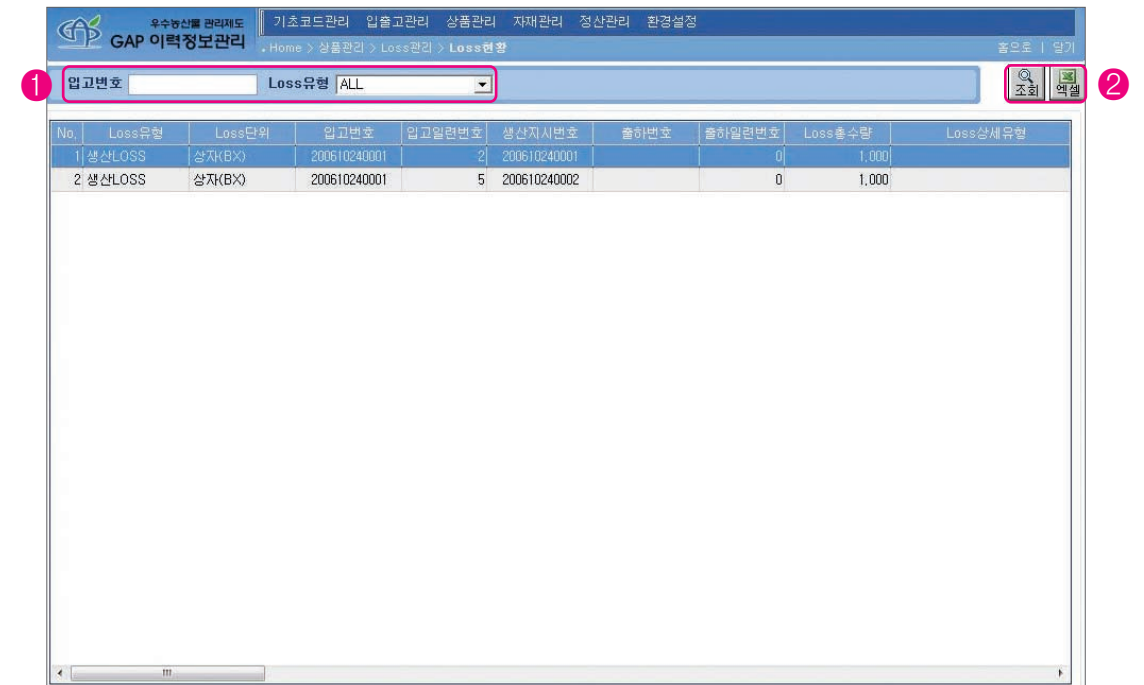 우수농산물 관리제도
GAP 이력정보관리
기초코드관리 입출고관리 상품관리 자재관리 정산관리 환경설정
Home > 상품관리 > Loss관리 > Loss현황
홈으로 | 닫기
1 입고번호 Loss유형 ALL 조회 엑셀 2
No. Loss유형 Loss단위 입고번호 입고일련번호 생산지시번호 출하번호 출하일련번호 Loss총수량 Loss상세유형
1 생산LOSS 상자(BX) 200610240001 2 200610240001 0 1,000
2 생산LOSS 상자(BX) 200610240001 5 200610240002 0 1,000